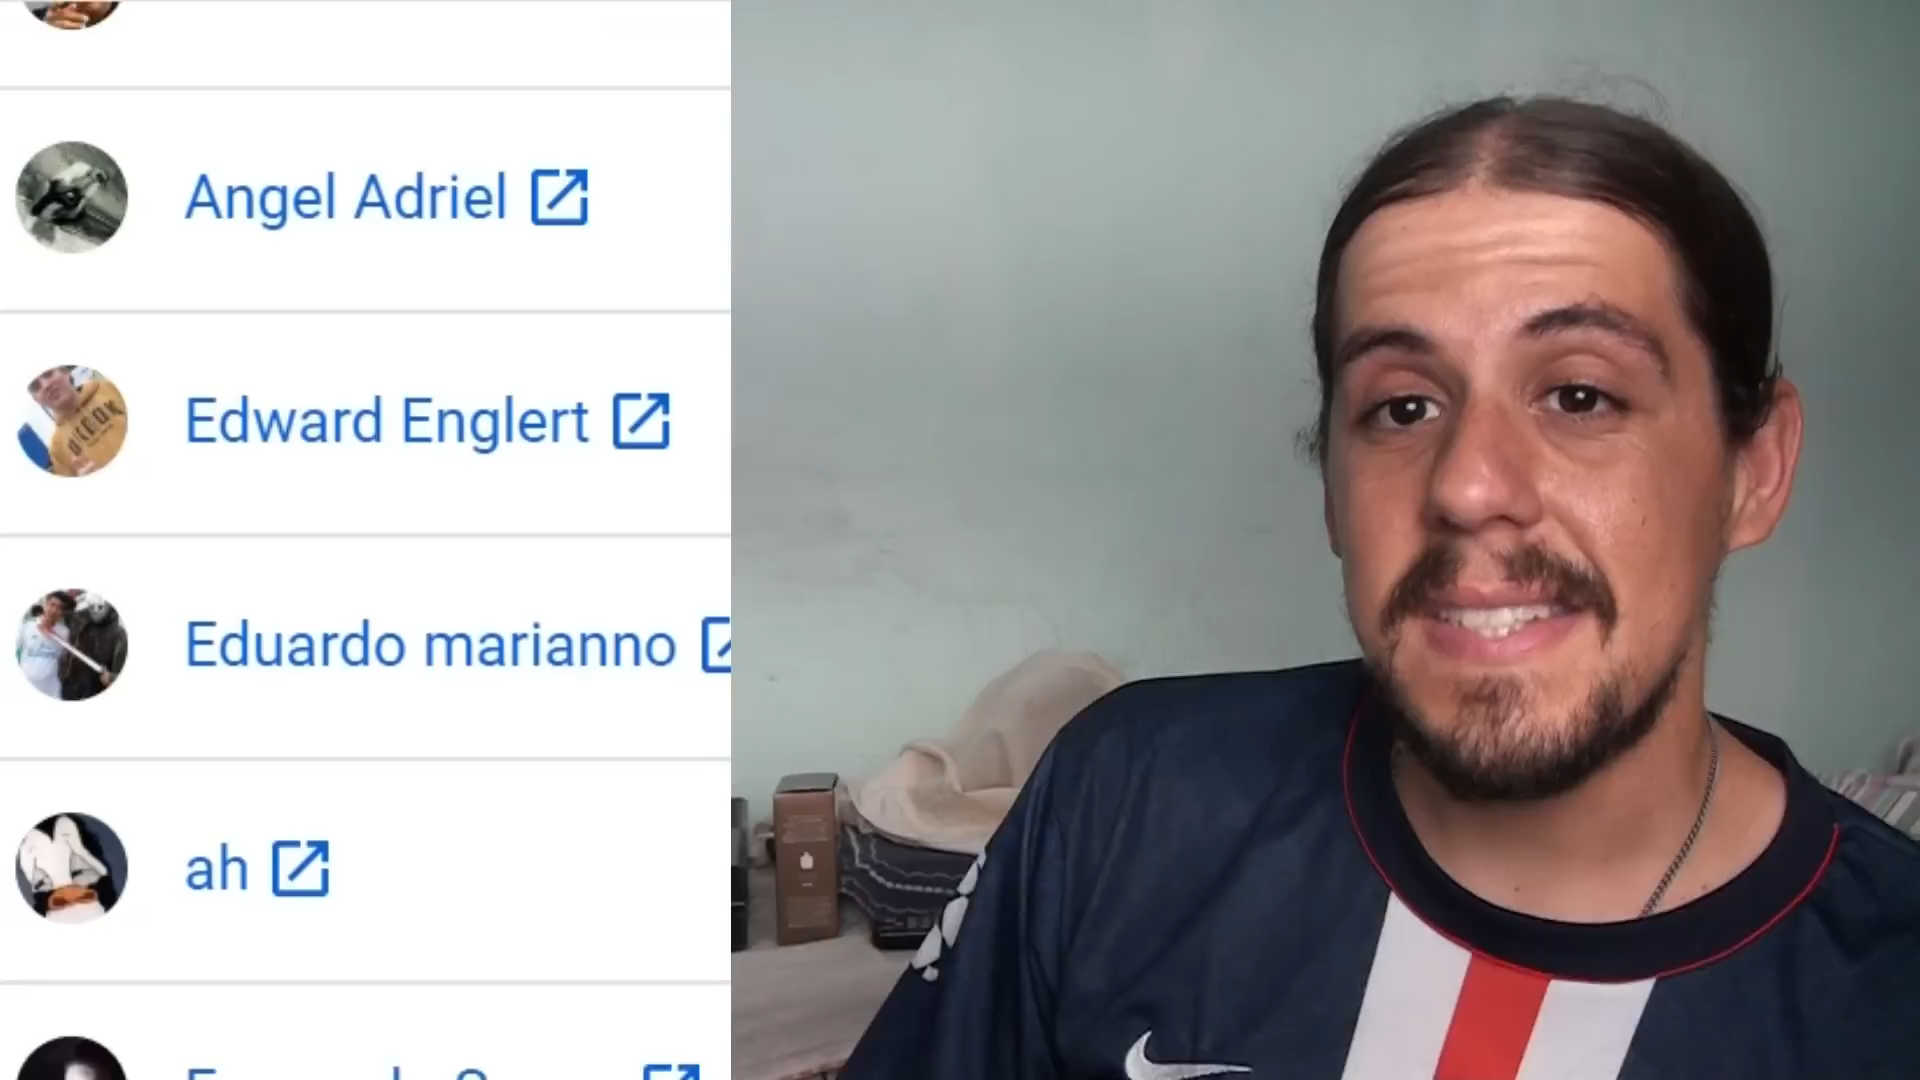 Angel Adriel
Edward Englert
Eduardo marianno
ah